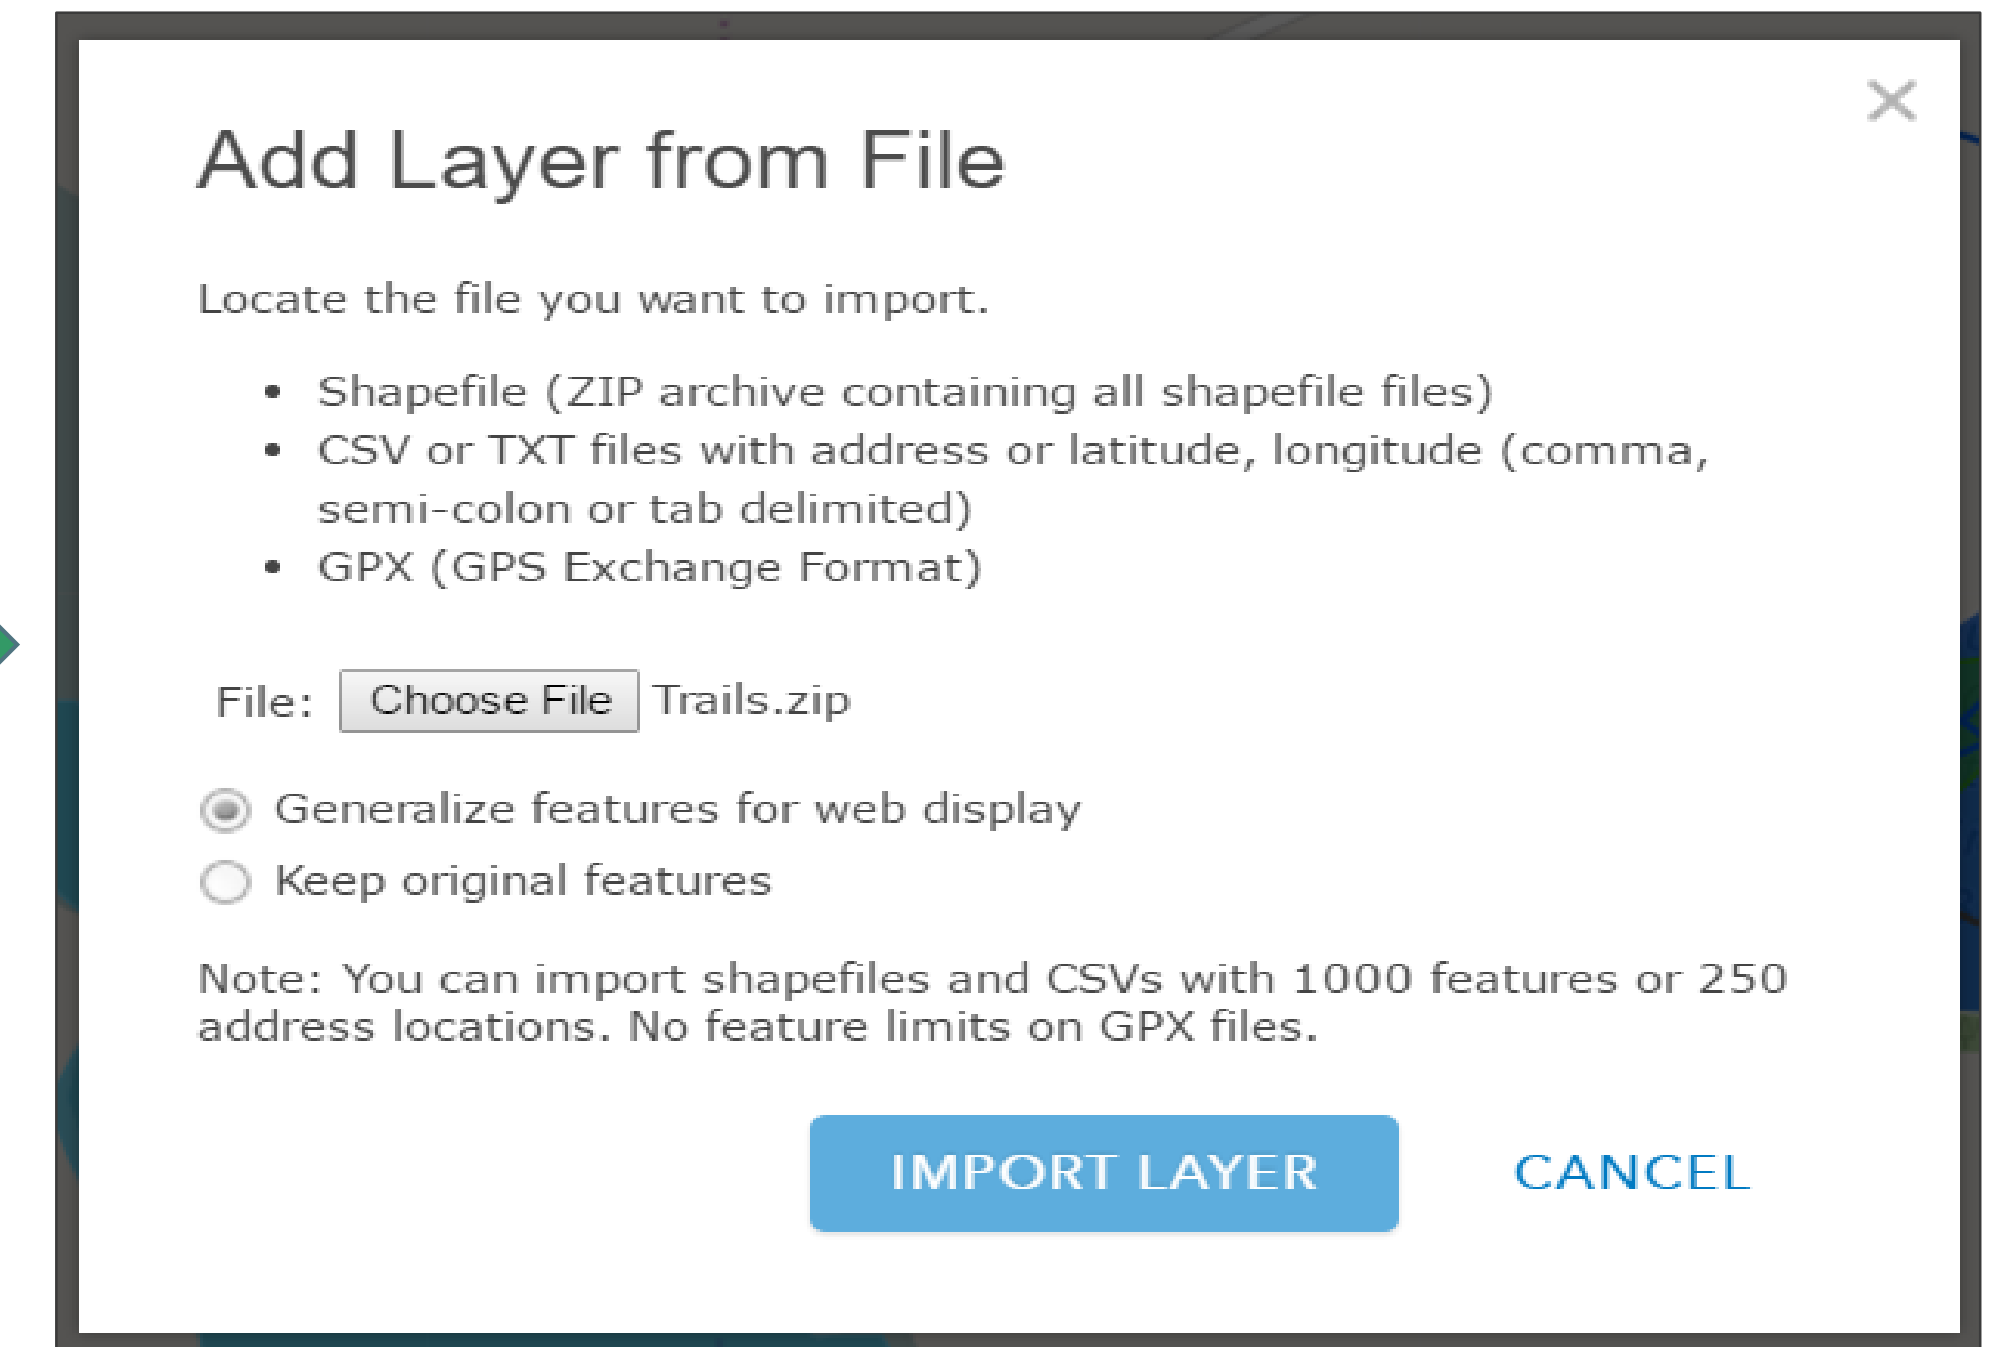 Add Layer from File
Locate the file you want to import.
• Shapefile (ZIP archive containing all shapefile files)
• CSV or TXT files with address or latitude, longitude (comma,
semi-colon or tab delimited)
• GPX (GPS Exchange Format)
File: Choose File Trails.zip
Generalize features for web display
Keep original features
Note: You can import shapefiles and CSVs with 1000 features or 250
address locations. No feature limits on GPX files.
IMPORT LAYER CANCEL